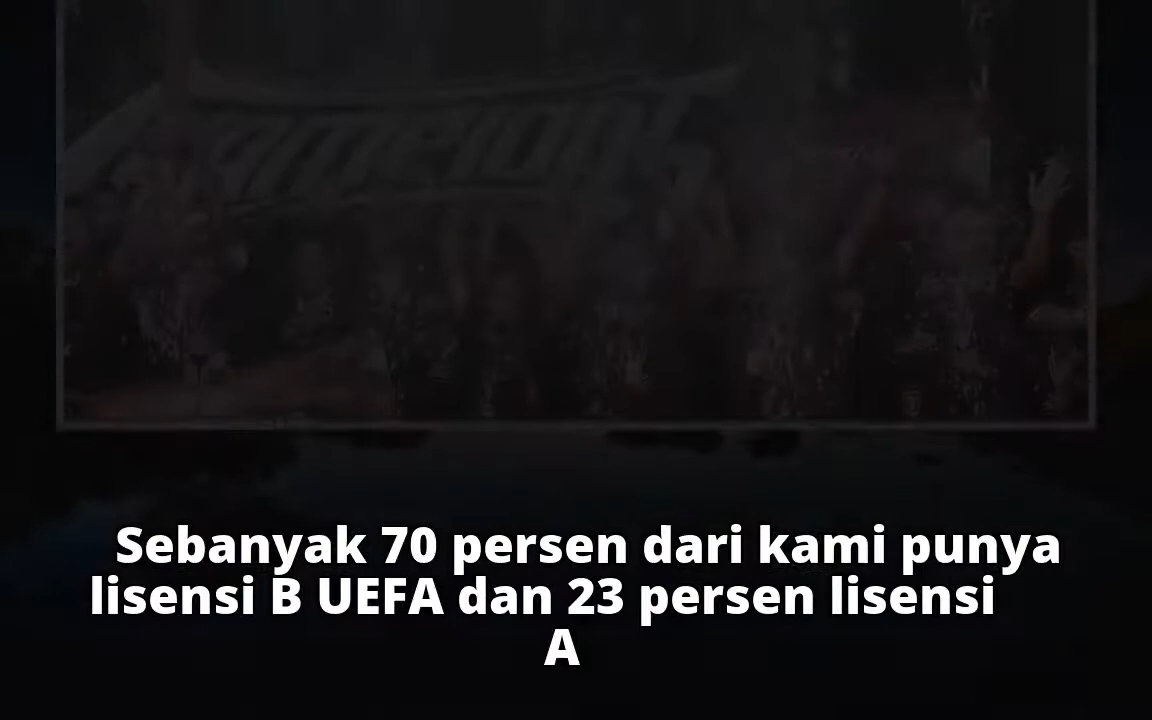 Sebanyak 70 persen dari kami punya
lisensi B UEFA dan 23 persen lisensi
A